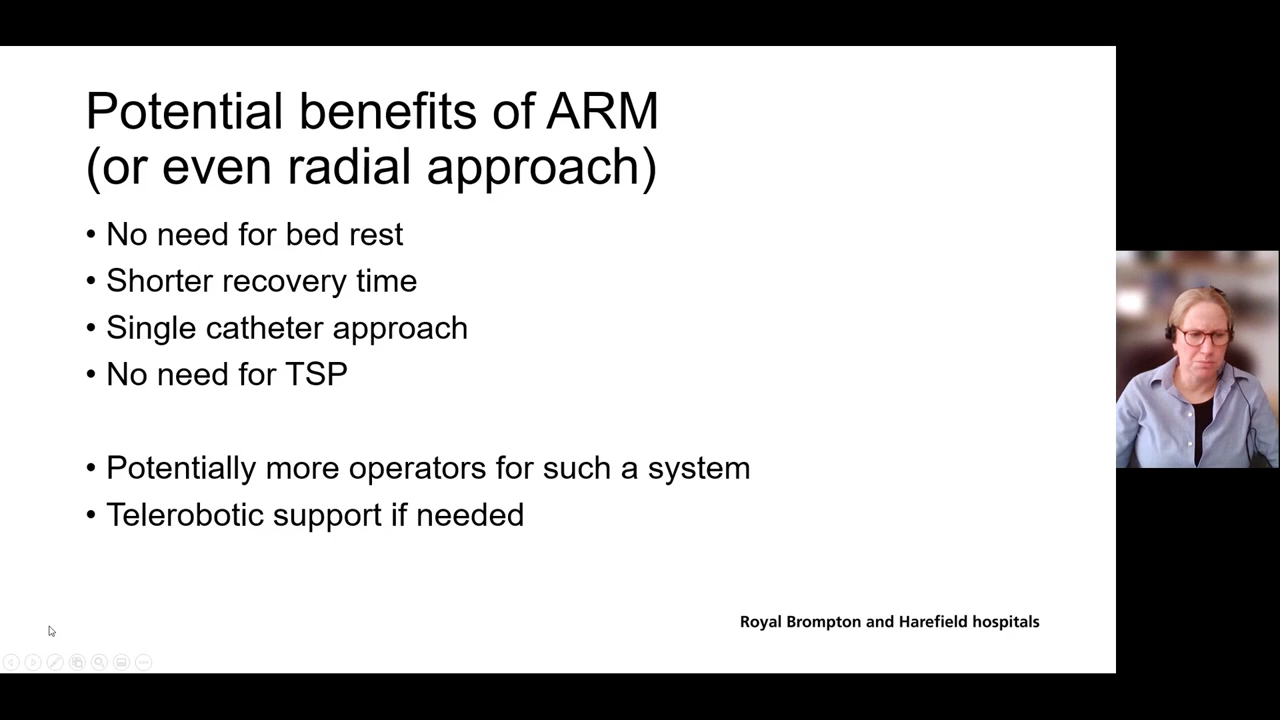 Potential benefits of ARM
(or even radial approach)
• No need for bed rest
• Shorter recovery time
• Single catheter approach
• No need for TSP
• Potentially more operators for such a system
• Telerobotic support if needed
Royal Brompton and Harefield hospitals